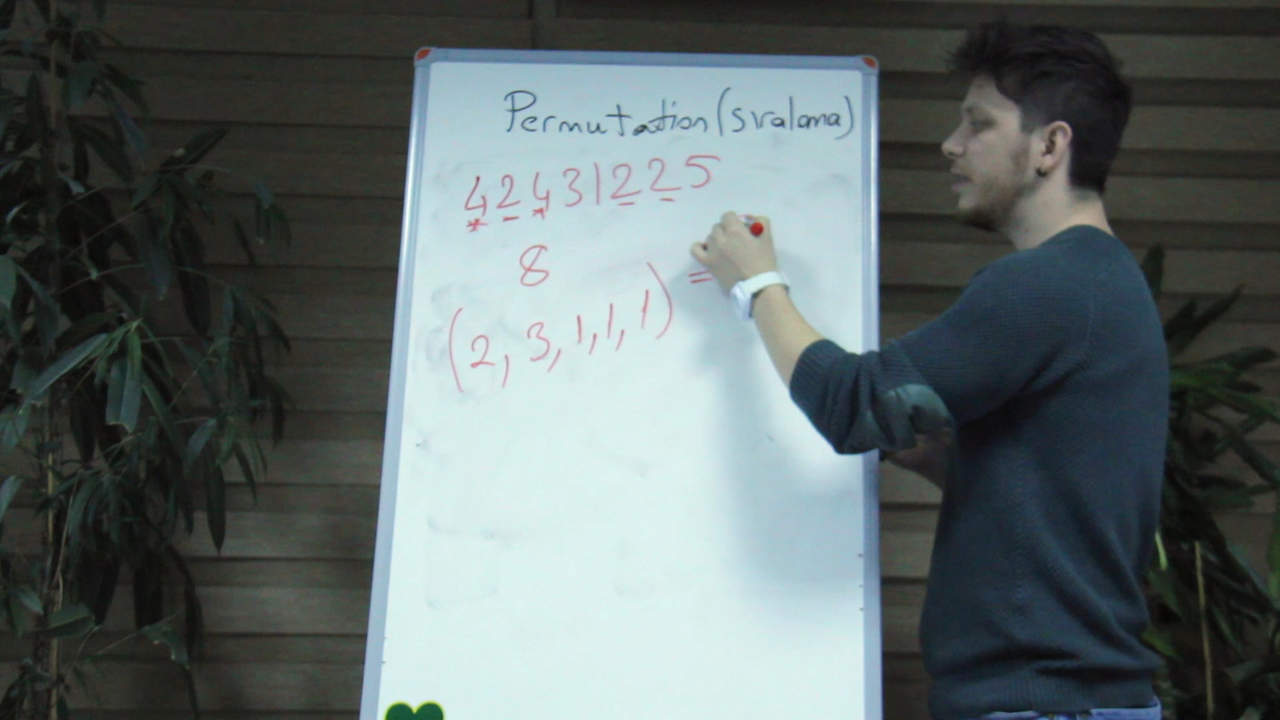 Permutation (sıralama)
42431225
8
(2, 3, 1, 1, 1) =